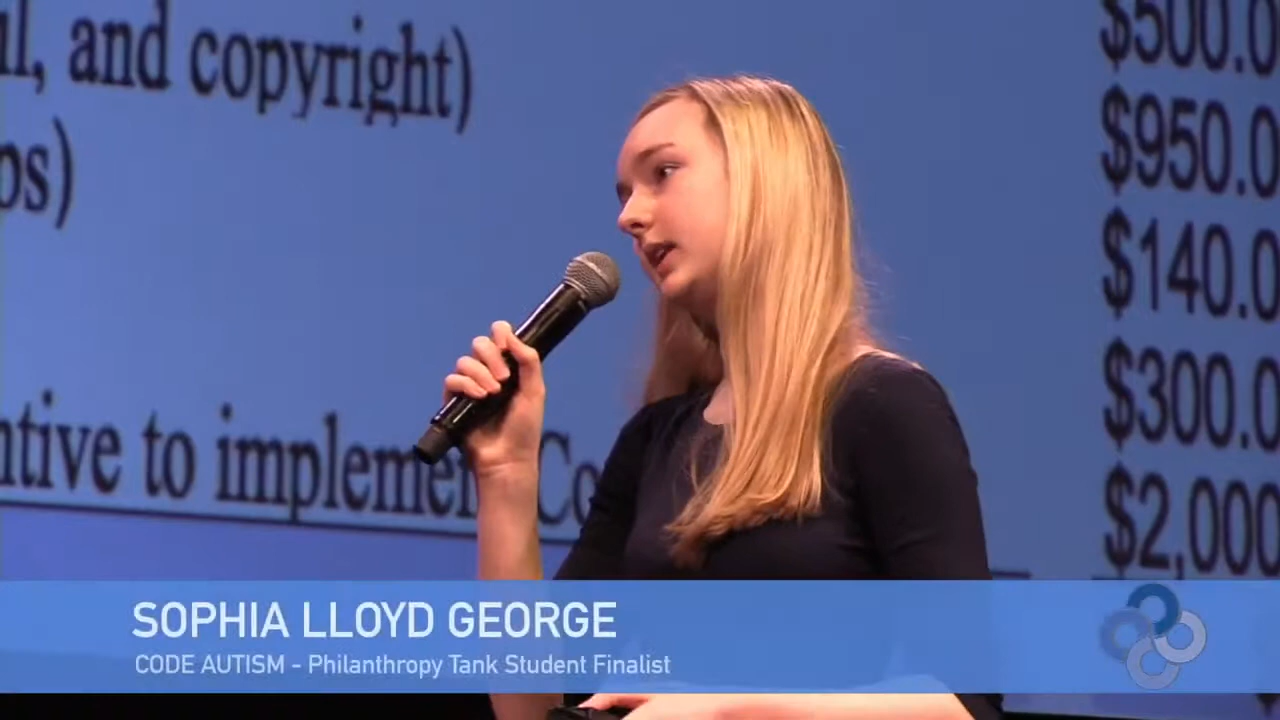 il, and copyright)
$500.0
$950.0
ps)
$140.0
$300.0
ntive to implement Co
$2,000
SOPHIA LLOYD GEORGE
CODE AUTISM - Philanthropy Tank Student Finalist